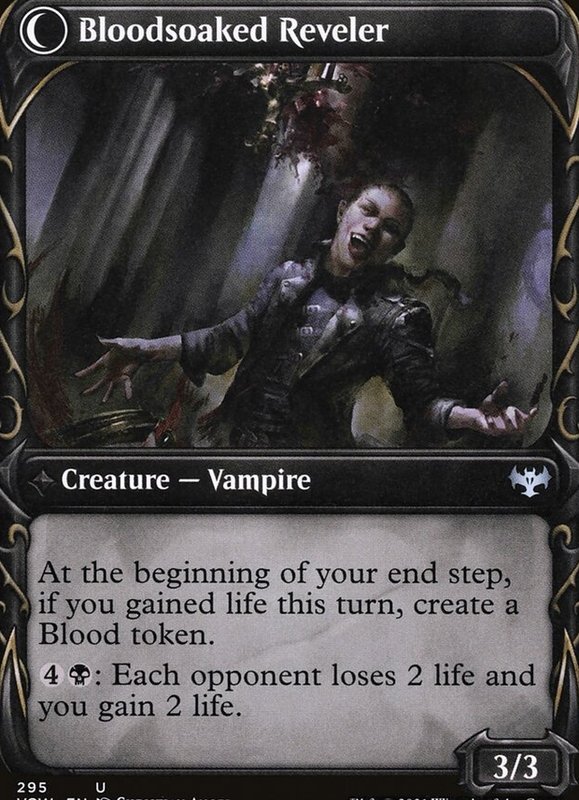 Bloodsoaked Reveler
Creature — Vampire
At the beginning of your end step,
if you gained life this turn, create a
Blood token.
4: Each opponent loses 2 life and
you gain 2 life.
3/3
295 U